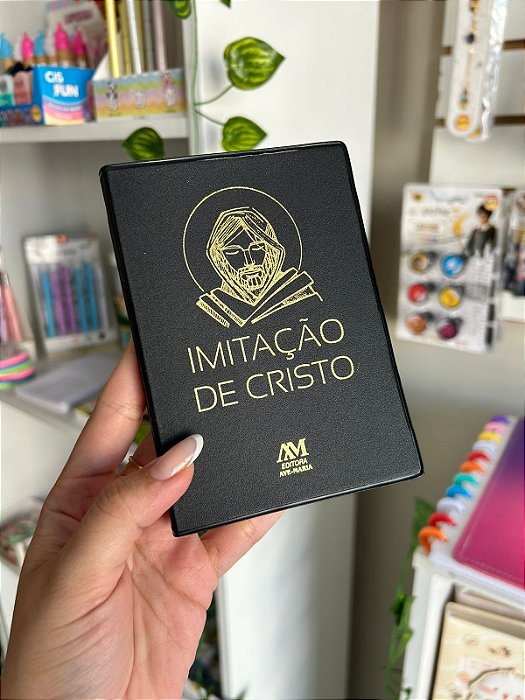 CIS
FUN
IMITAÇÃO
DE CRISTO
AM
EDITORA
AVE-MARIA